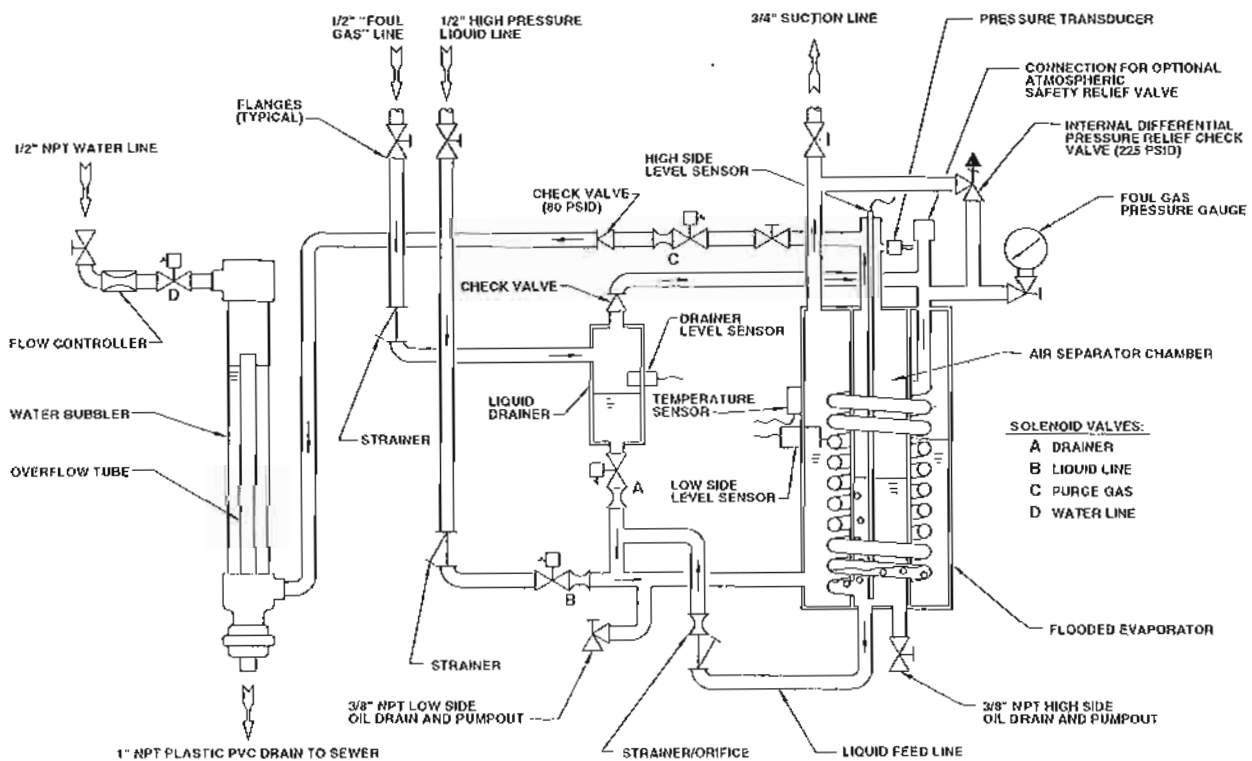 1/2" "FOUL
GAS" LINE
1/2" HIGH PRESSURE
LIQUID LINE
3/4" SUCTION LINE
PRESSURE TRANSDUCER
CONNECTION FOR OPTIONAL
ATMOSPHERIC
SAFETY RELIEF VALVE
FLANGES
(TYPICAL)
1/2" NPT WATER LINE
HIGH SIDE
LEVEL SENSOR
INTERNAL DIFFERENTIAL
PRESSURE RELIEF CHECK
VALVE (225 PSID)
CHECK VALVE
(80 PSID)
FOUL GAS
PRESSURE GAUGE
C
D
CHECK VALVE
FLOW CONTROLLER
DRAINER
LEVEL SENSOR
AIR SEPARATOR CHAMBER
LIQUID
DRAINER
TEMPERATURE
SENSOR
WATER BUBBLER
STRAINER
SOLENOID VALVES:
A DRAINER
B LIQUID LINE
C PURGE GAS
D WATER LINE
OVERFLOW TUBE
A
LOW SIDE
LEVEL SENSOR
B
FLOODED EVAPORATOR
STRAINER
3/8" NPT LOW SIDE
OIL DRAIN AND PUMPOUT
3/8" NPT HIGH SIDE
OIL DRAIN AND PUMPOUT
1" NPT PLASTIC PVC DRAIN TO SEWER
STRAINER/ORIFICE
LIQUID FEED LINE